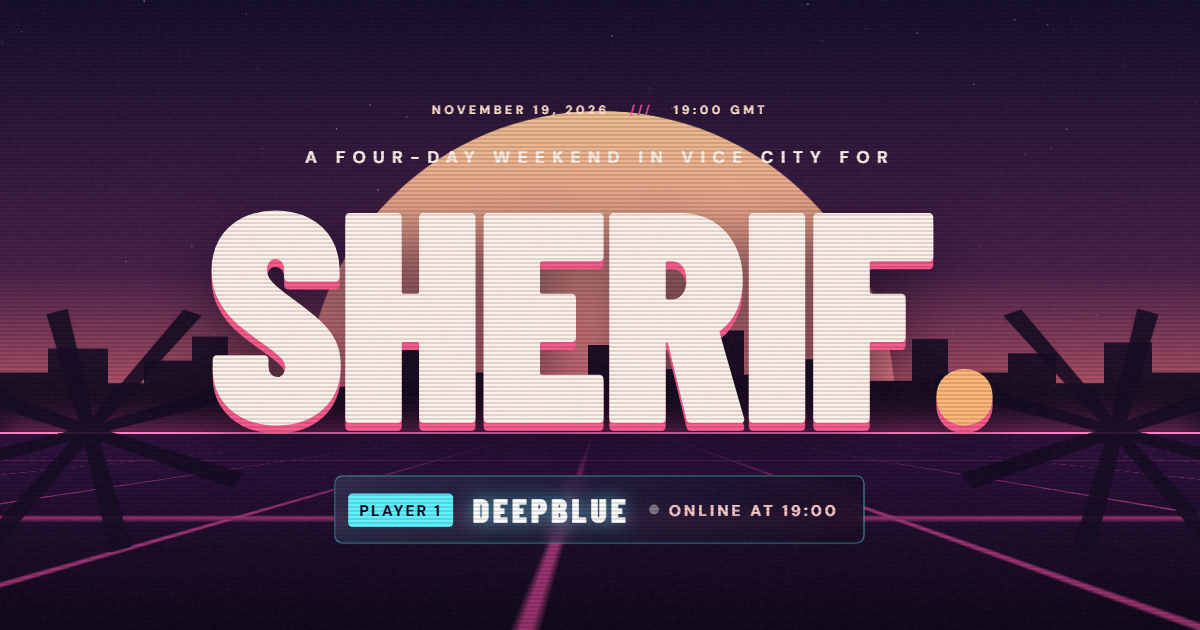 NOVEMBER 19, 2026 /// 19:00 GMT
A FOUR-DAY WEEKEND IN VICE CITY FOR
SHERIF.
PLAYER 1 DEEPBLUE ONLINE AT 19:00